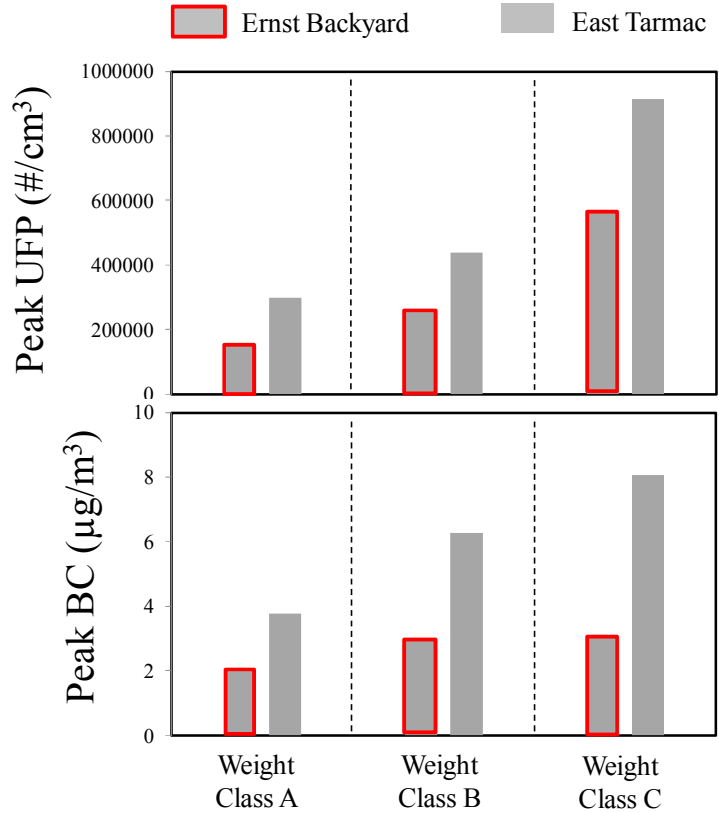 Ernst Backyard
East Tarmac
Peak UFP (#/cm³)
1000000
800000
600000
400000
200000
0
Peak BC (µg/m³)
10
8
6
4
2
0
Weight
Class A
Weight
Class B
Weight
Class C